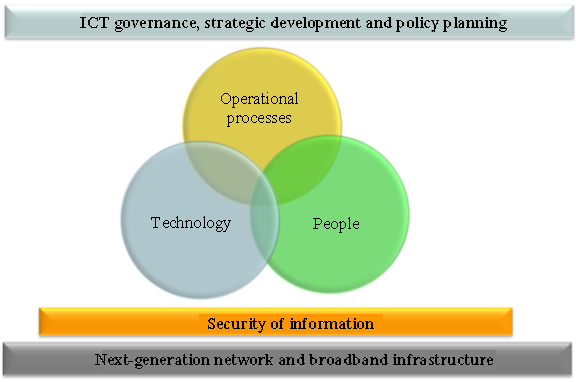 ICT governance, strategic development and policy planning
Operational
processes
Technology
People
Security of information
Next-generation network and broadband infrastructure